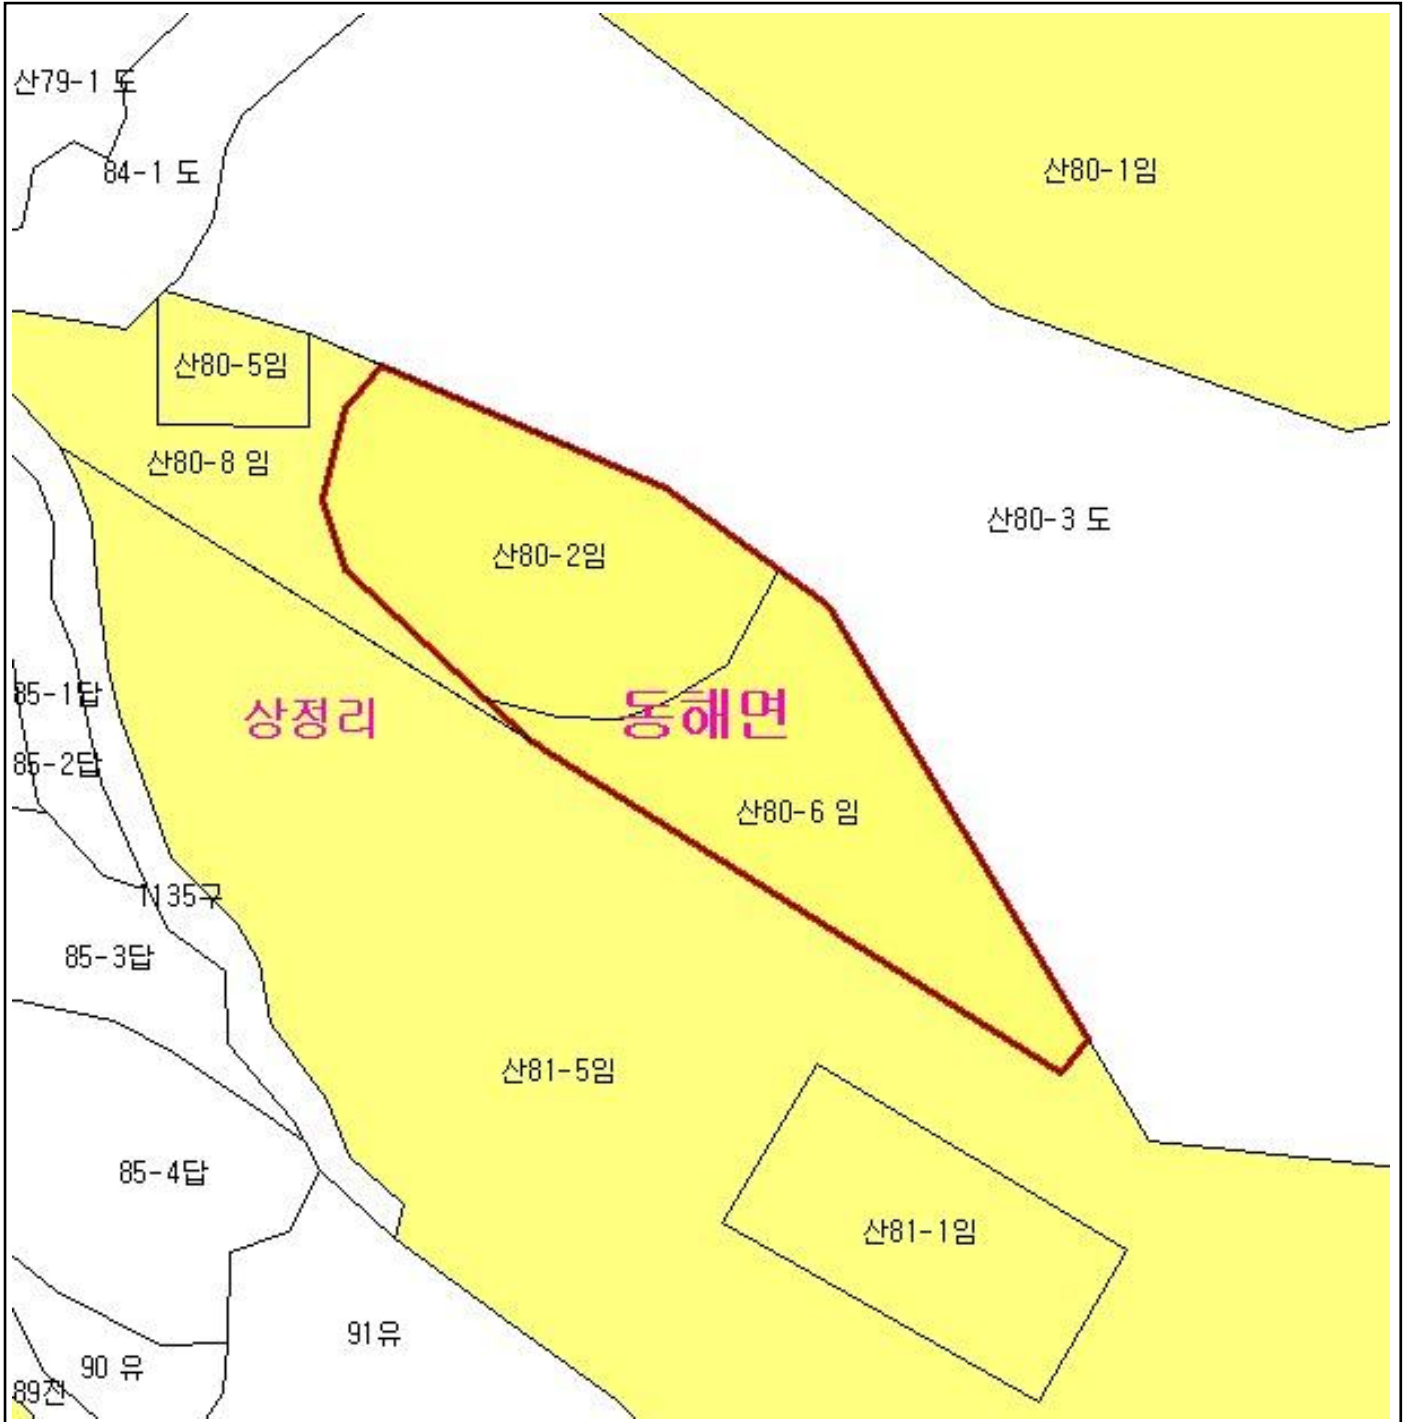 산79-1 도
84-1 도
산80-1임
산80-5임
산80-8 임
산80-3 도
산80-2임
85-1답
상정리
동해면
85-2답
산80-6 임
1135구
85-3답
산81-5임
85-4답
산81-1임
91유
90 유
89전